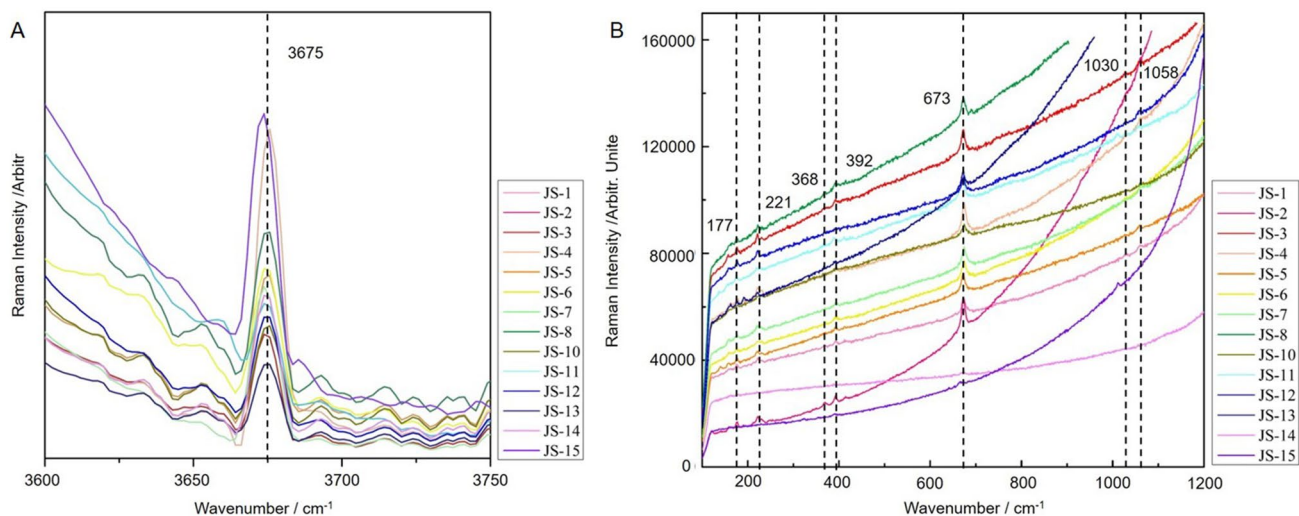 A
3675
Raman Intensity /Arbitr
JS-1
JS-2
JS-3
JS-4
JS-5
JS-6
JS-7
JS-8
JS-10
JS-11
JS-12
JS-13
JS-14
JS-15
3600
3650
3700
3750
Wavenumber / cm-1
B
160000
120000
80000
40000
0
Raman Intensity /Arbitr. Unite
177
221
368
392
673
1030
1058
JS-1
JS-2
JS-3
JS-4
JS-5
JS-6
JS-7
JS-8
JS-10
JS-11
JS-12
JS-13
JS-14
JS-15
200
400
600
800
1000
1200
Wavenumber / cm-1